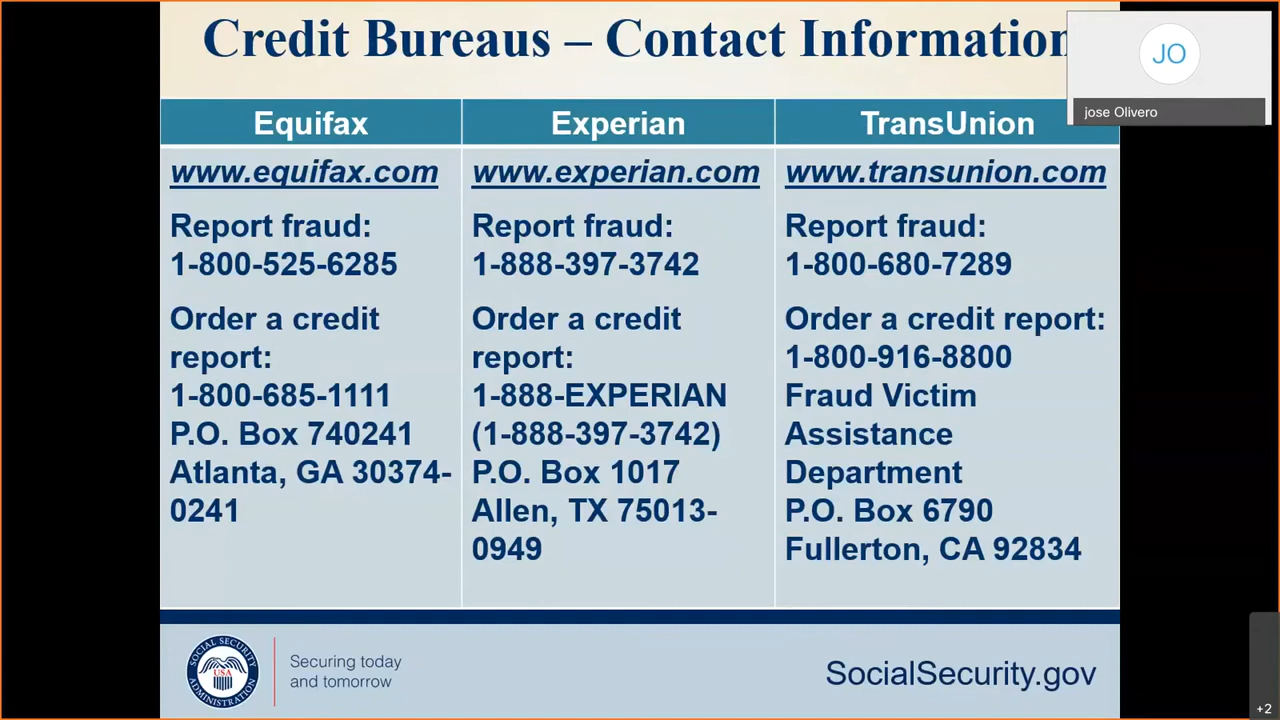 Credit Bureaus – Contact Information
JO
jose Olivero
Equifax
Experian
TransUnion
www.equifax.com
Report fraud:
1-800-525-6285
Order a credit
report:
1-800-685-1111
P.O. Box 740241
Atlanta, GA 30374-
0241
www.experian.com
Report fraud:
1-888-397-3742
Order a credit
report:
1-888-EXPERIAN
(1-888-397-3742)
P.O. Box 1017
Allen, TX 75013-
0949
www.transunion.com
Report fraud:
1-800-680-7289
Order a credit report:
1-800-916-8800
Fraud Victim
Assistance
Department
P.O. Box 6790
Fullerton, CA 92834
SOCIAL SECURITY
USA
ADMINISTRATION
Securing today
and tomorrow
SocialSecurity.gov
+2